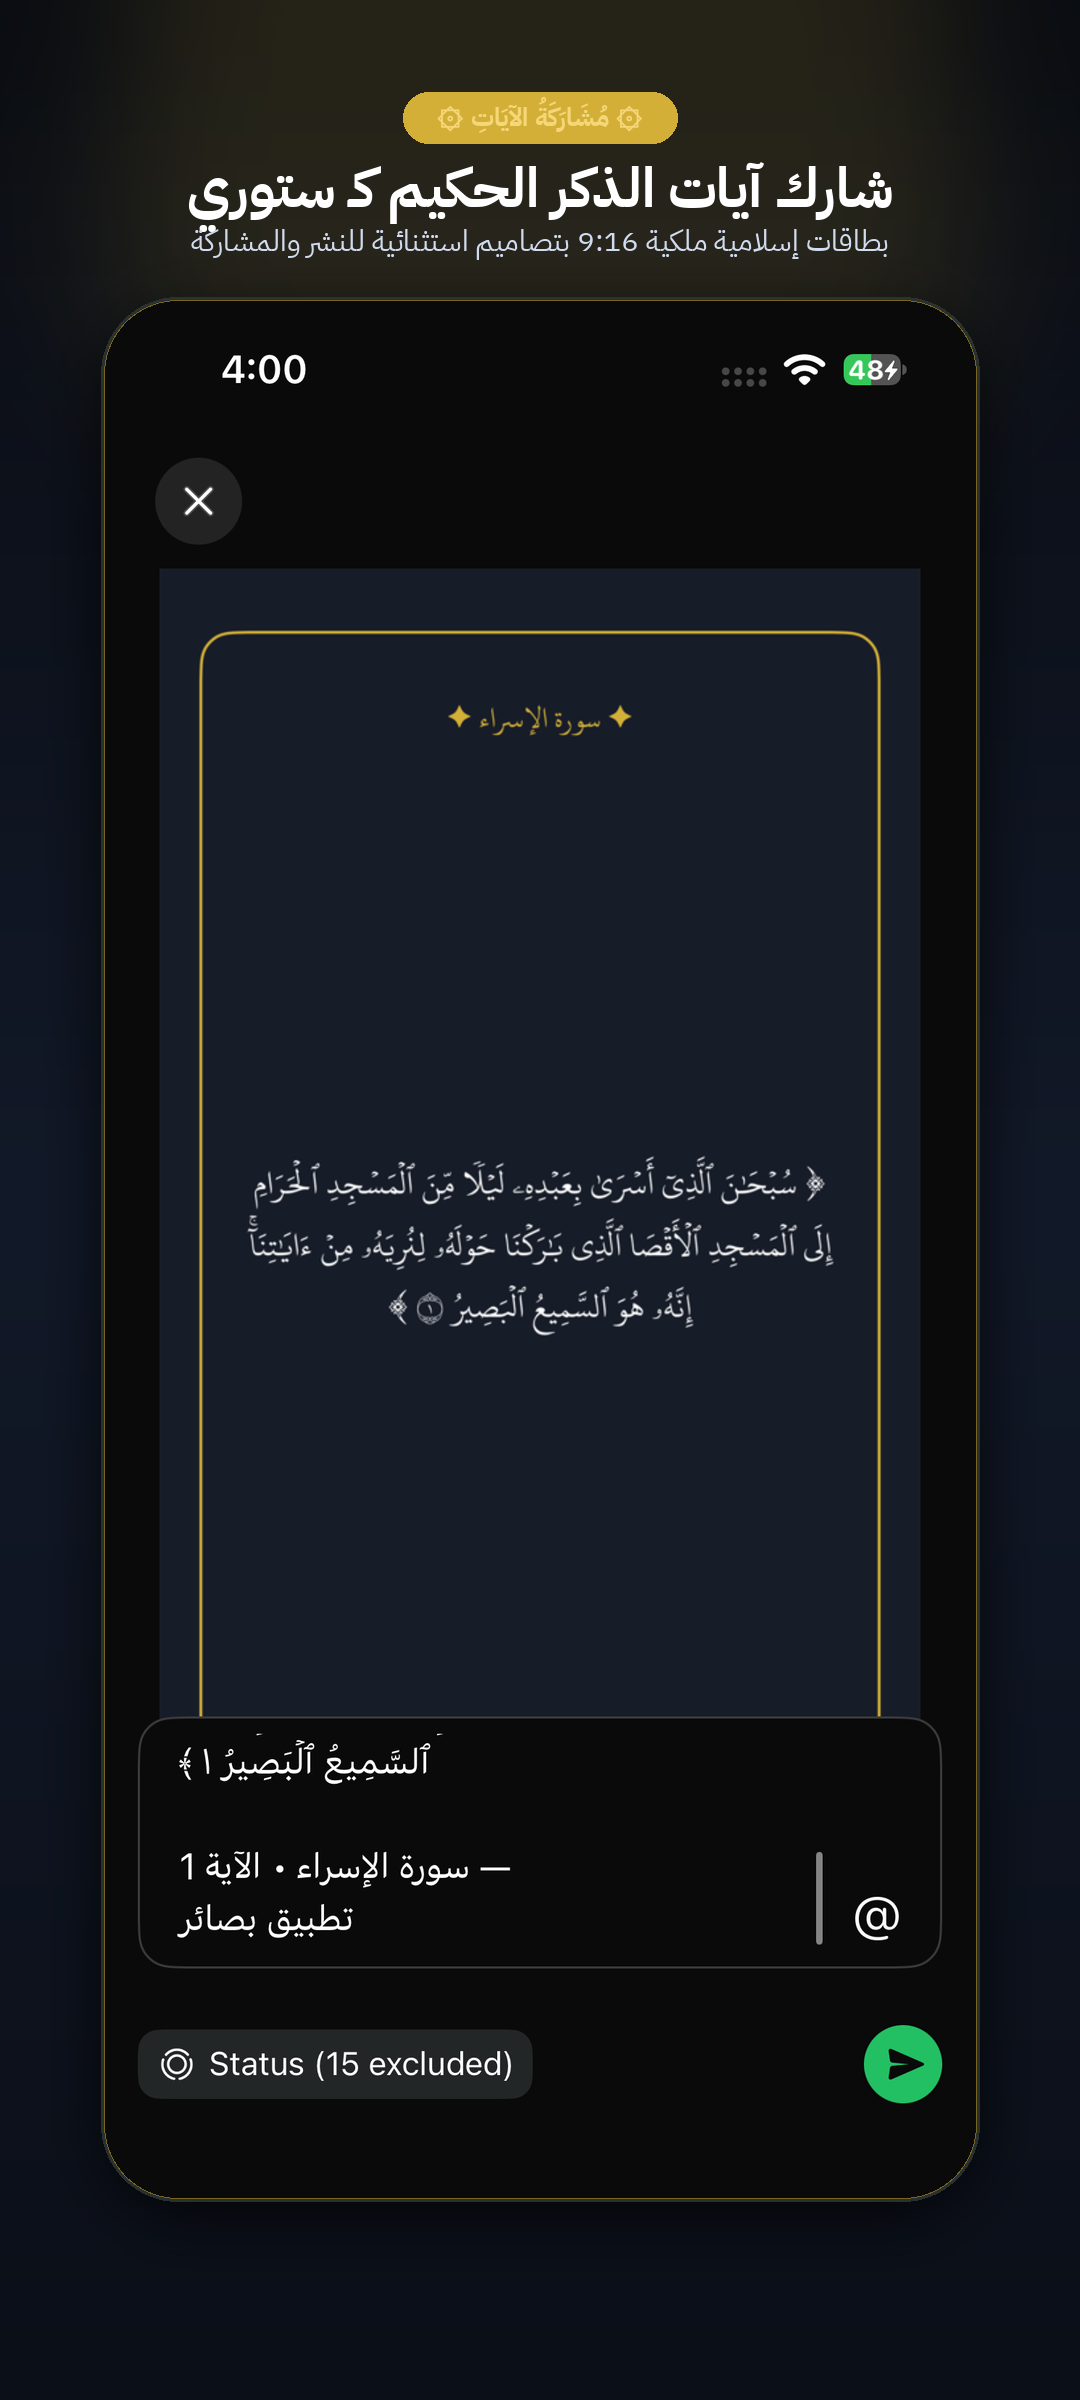 ۞ مُشَارَكَةُ الآيَاتِ ۞
شارك آيات الذكر الحكيم كـ ستوري
بطاقات إسلامية ملكية 9:16 بتصاميم استثنائية للنشر والمشاركة
4:00
48
✦ سورة الإسراء ✦
﴿ سُبۡحَٰنَ ٱلَّذِيٓ أَسۡرَىٰ بِعَبۡدِهِۦ لَيۡلٗا مِّنَ ٱلۡمَسۡجِدِ ٱلۡحَرَامِ
إِلَى ٱلۡمَسۡجِدِ ٱلۡأَقۡصَا ٱلَّذِي بَٰرَكۡنَا حَوۡلَهُۥ لِنُرِيَهُۥ مِنۡ ءَايَٰتِنَآۚ
إِنَّهُۥ هُوَ ٱلسَّمِيعُ ٱلۡبَصِيرُ ١ ﴾
ٱلسَّمِيعُ ٱلۡبَصِيرُ ١ ﴾
— سورة الإسراء • الآية 1
تطبيق بصائر
@
Status (15 excluded)